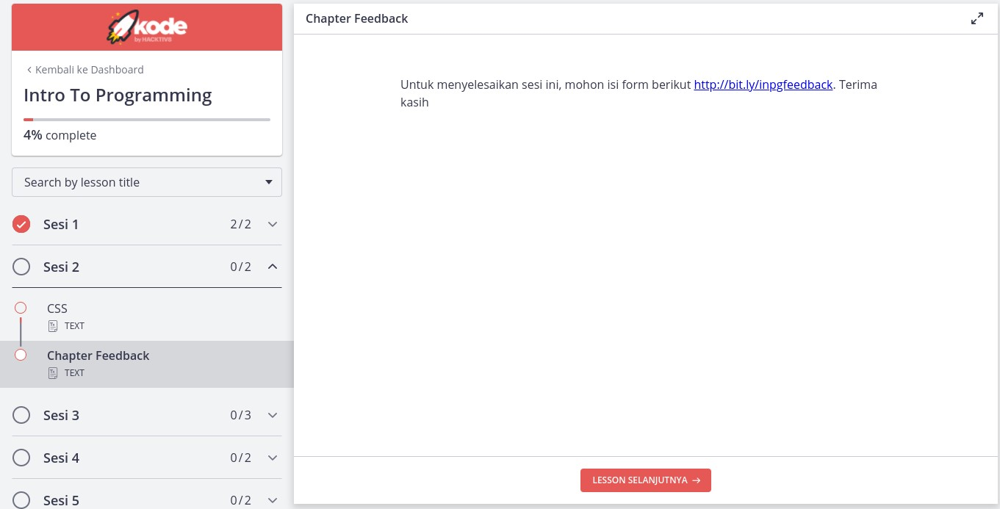 kode
by HACKTIV8
Kembali ke Dashboard
Intro To Programming
4% complete
Search by lesson title
Sesi 1 2 / 2
Sesi 2 0 / 2
CSS
TEXT
Chapter Feedback
TEXT
Sesi 3 0 / 3
Sesi 4 0 / 2
Sesi 5 0 / 2
Chapter Feedback
Untuk menyelesaikan sesi ini, mohon isi form berikut http://bit.ly/inpgfeedback. Terima
kasih
LESSON SELANJUTNYA